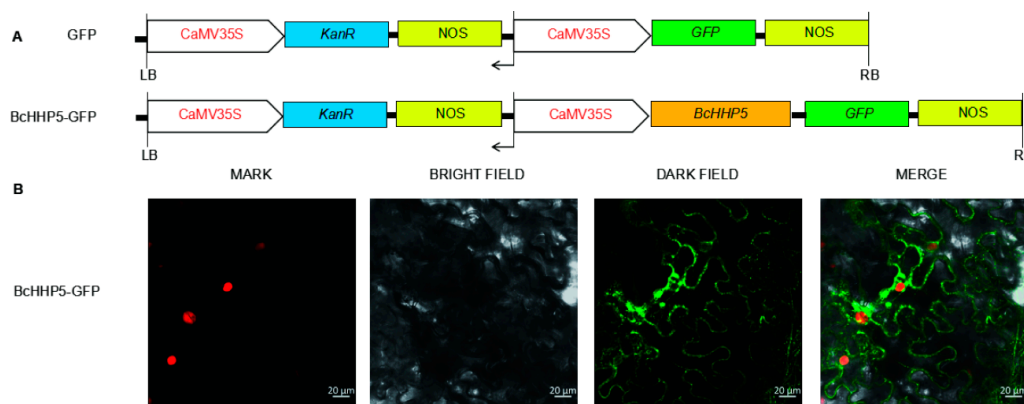 A GFP CaMV35S KanR NOS CaMV35S GFP NOS
LB RB
BcHHP5-GFP CaMV35S KanR NOS CaMV35S BcHHP5 GFP NOS
LB R
MARK BRIGHT FIELD DARK FIELD MERGE
B
BcHHP5-GFP
20 μm 20 μm 20 μm 20 μm